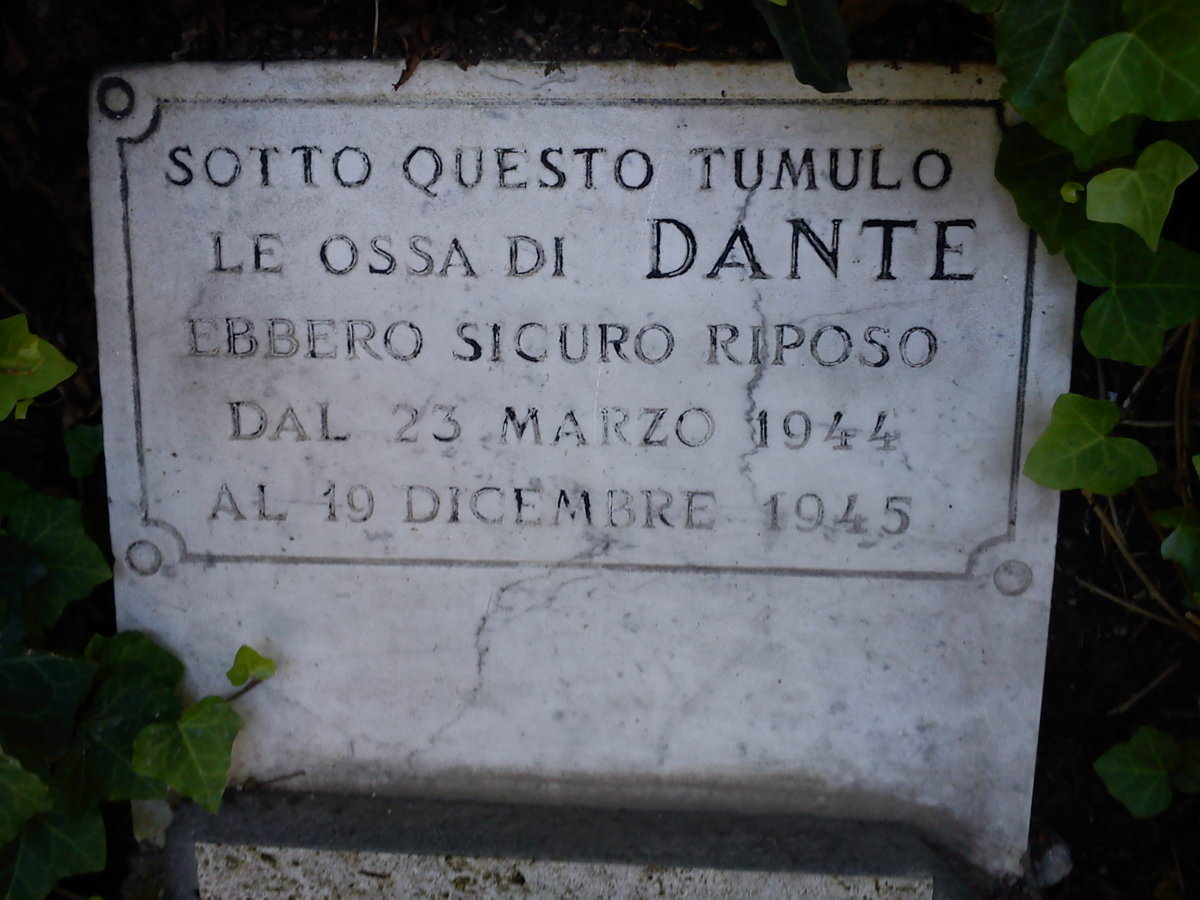 SOTTO QUESTO TUMULO
LE OSSA DI DANTE
EBBERO SICURO RIPOSO
DAL 23 MARZO 1944
AL 19 DICEMBRE 1945